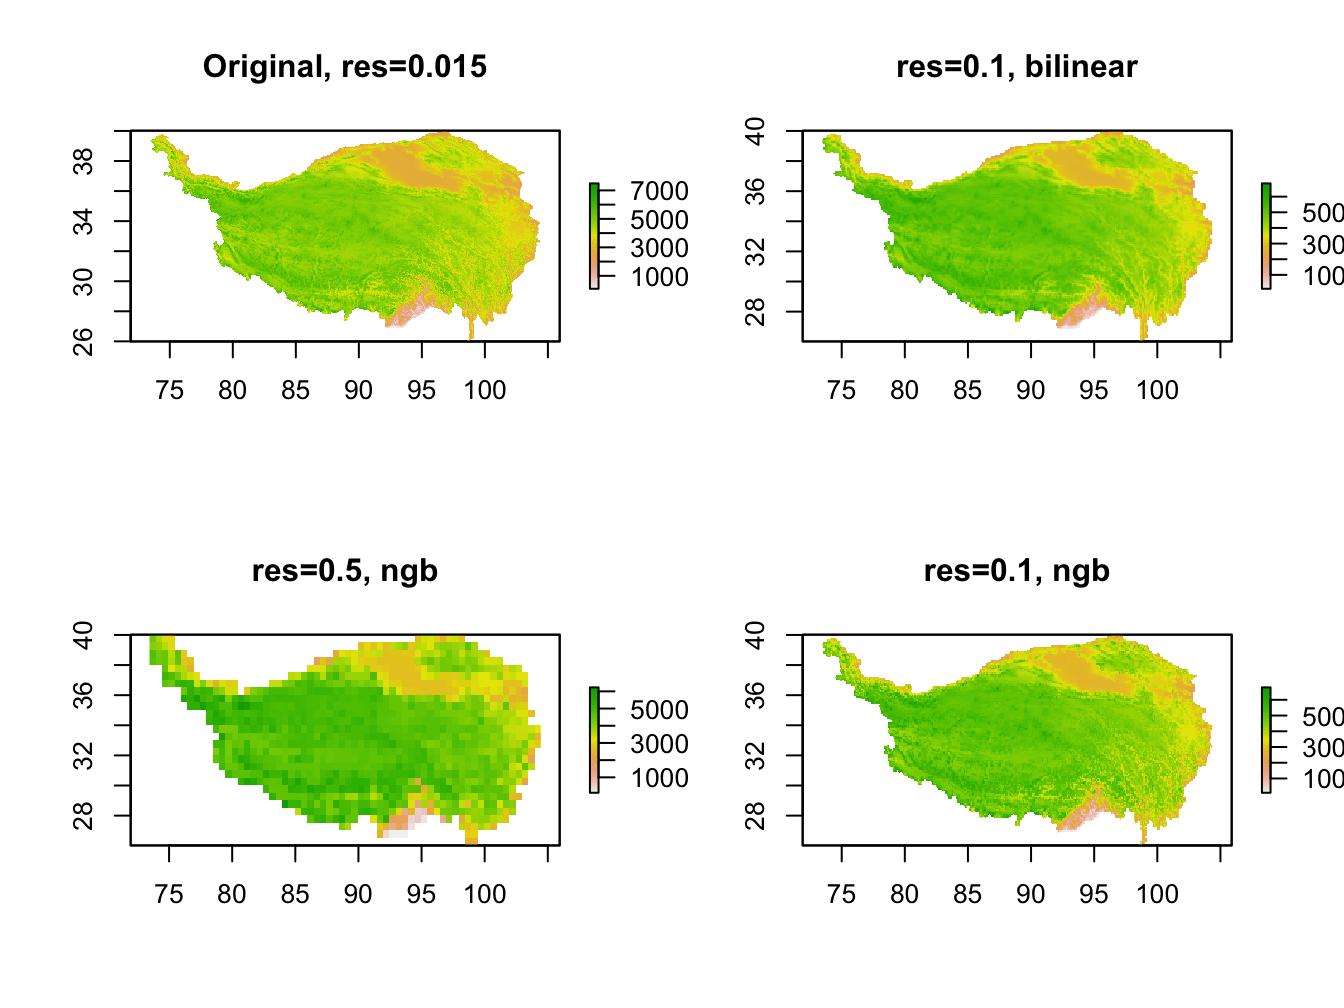 Original, res=0.015
26 30 34 38
75 80 85 90 95 100
7000
5000
3000
1000
res=0.1, bilinear
28 32 36 40
75 80 85 90 95 100
500
300
100
res=0.5, ngb
28 32 36 40
75 80 85 90 95 100
5000
3000
1000
res=0.1, ngb
28 32 36 40
75 80 85 90 95 100
500
300
100